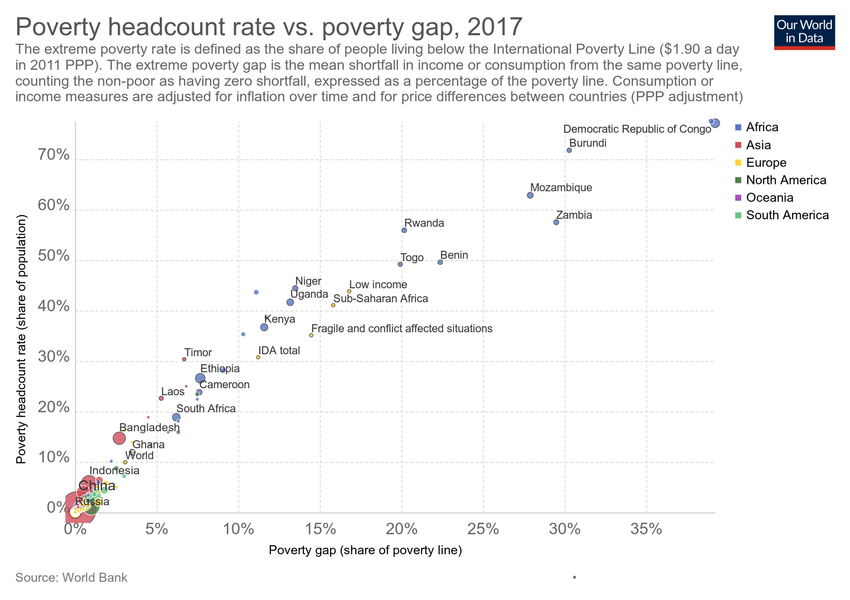 Poverty headcount rate vs. poverty gap, 2017
Our World
in Data
The extreme poverty rate is defined as the share of people living below the International Poverty Line ($1.90 a day
in 2011 PPP). The extreme poverty gap is the mean shortfall in income or consumption from the same poverty line,
counting the non-poor as having zero shortfall, expressed as a percentage of the poverty line. Consumption or
income measures are adjusted for inflation over time and for price differences between countries (PPP adjustment)
Democratic Republic of Congo
Burundi
Mozambique
Zambia
Rwanda
Togo
Benin
Niger
Low income
Uganda
Sub-Saharan Africa
Kenya
Fragile and conflict affected situations
IDA total
Timor
Ethiopia
Cameroon
Laos
South Africa
Bangladesh
Ghana
World
Indonesia
China
Russia
Africa
Asia
Europe
North America
Oceania
South America
70%
60%
50%
40%
30%
20%
10%
0%
0%
5%
10%
15%
20%
25%
30%
35%
Poverty headcount rate (share of population)
Poverty gap (share of poverty line)
Source: World Bank